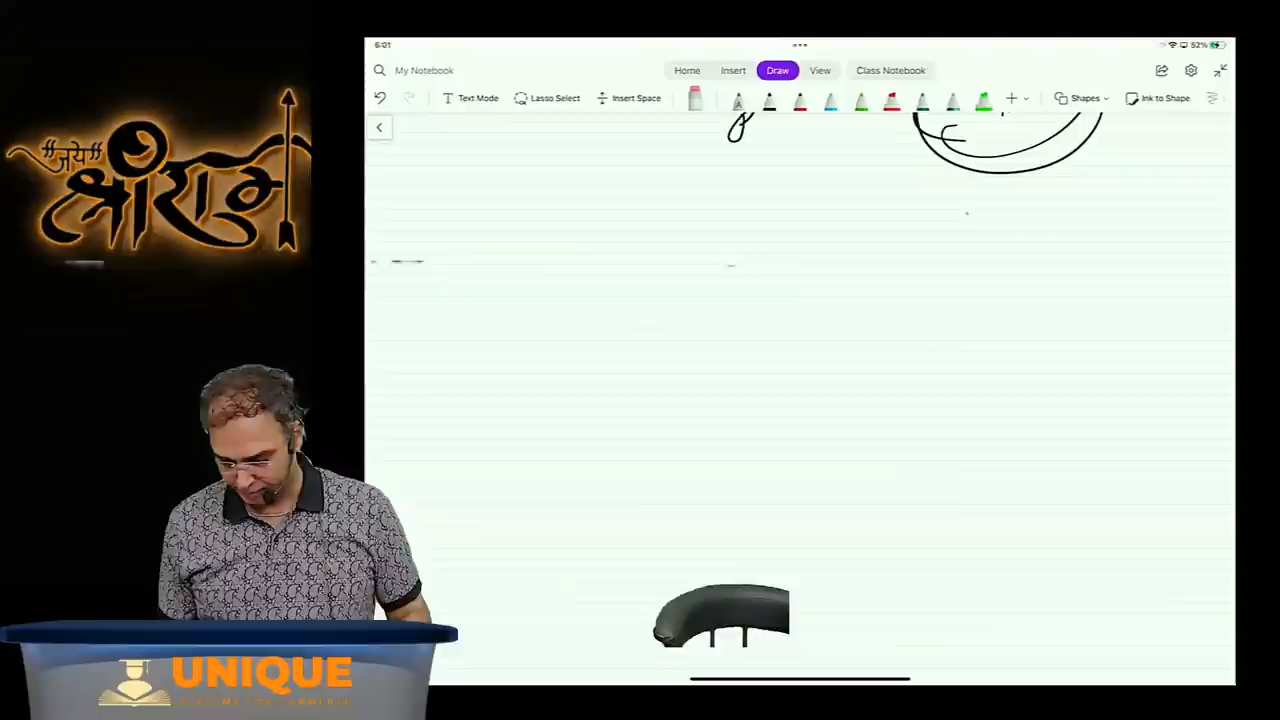 6:01
52%
My Notebook
Home
Insert
Draw
View
Class Notebook
Text Mode
Lasso Select
Insert Space
Shapes
Ink to Shape
"जय"
श्री राम
UNIQUE